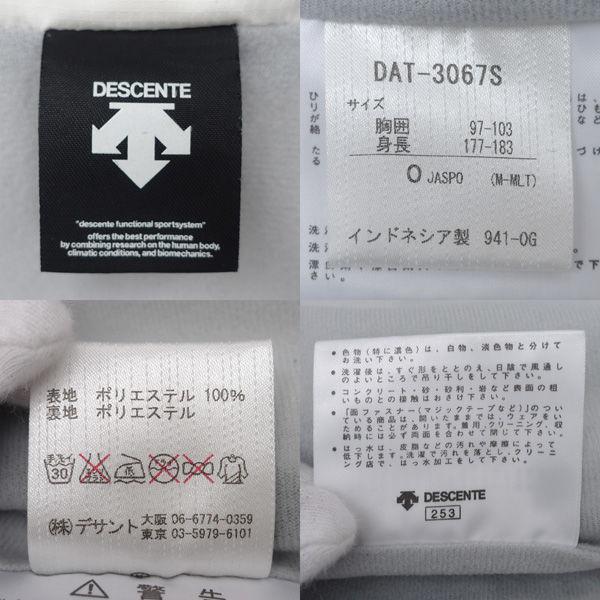 DESCENTE
"descente functional sportsystem"
offers the best performance
by combining research on the human body,
climatic conditions, and biomechanics.
DAT-3067S
サイズ
胸囲 97-103
身長 177-183
O JASPO (M-MLT)
インドネシア製 941-OG
表地 ポリエステル 100%
裏地 ポリエステル
30
(株)デサント 大阪 06-6774-0359
東京 03-5979-6101
警告
● 色物(特に濃色)は、白物、淡色物と分けて
お洗い下さい。
● 洗濯後は、すぐ形をととのえ、日陰で風通し
のよいところで吊り干しをして下さい。
● コンクリート・砂・砂利・岩など表面の粗
いものとの接触はおさけ下さい。
● 「面ファスナー(マジックテープなど)」のつい
ている商品は、開いたままでは、ウェアをい
ためることがあります。着用、クリーニング、収
納時には必ず両面を合わせて閉じて下さい。
● はっ水は、皮脂などの汚れや摩擦によって
低下します。洗濯で汚れを落とし、クリーニ
ング店で、はっ水加工をして下さい。
DESCENTE
253